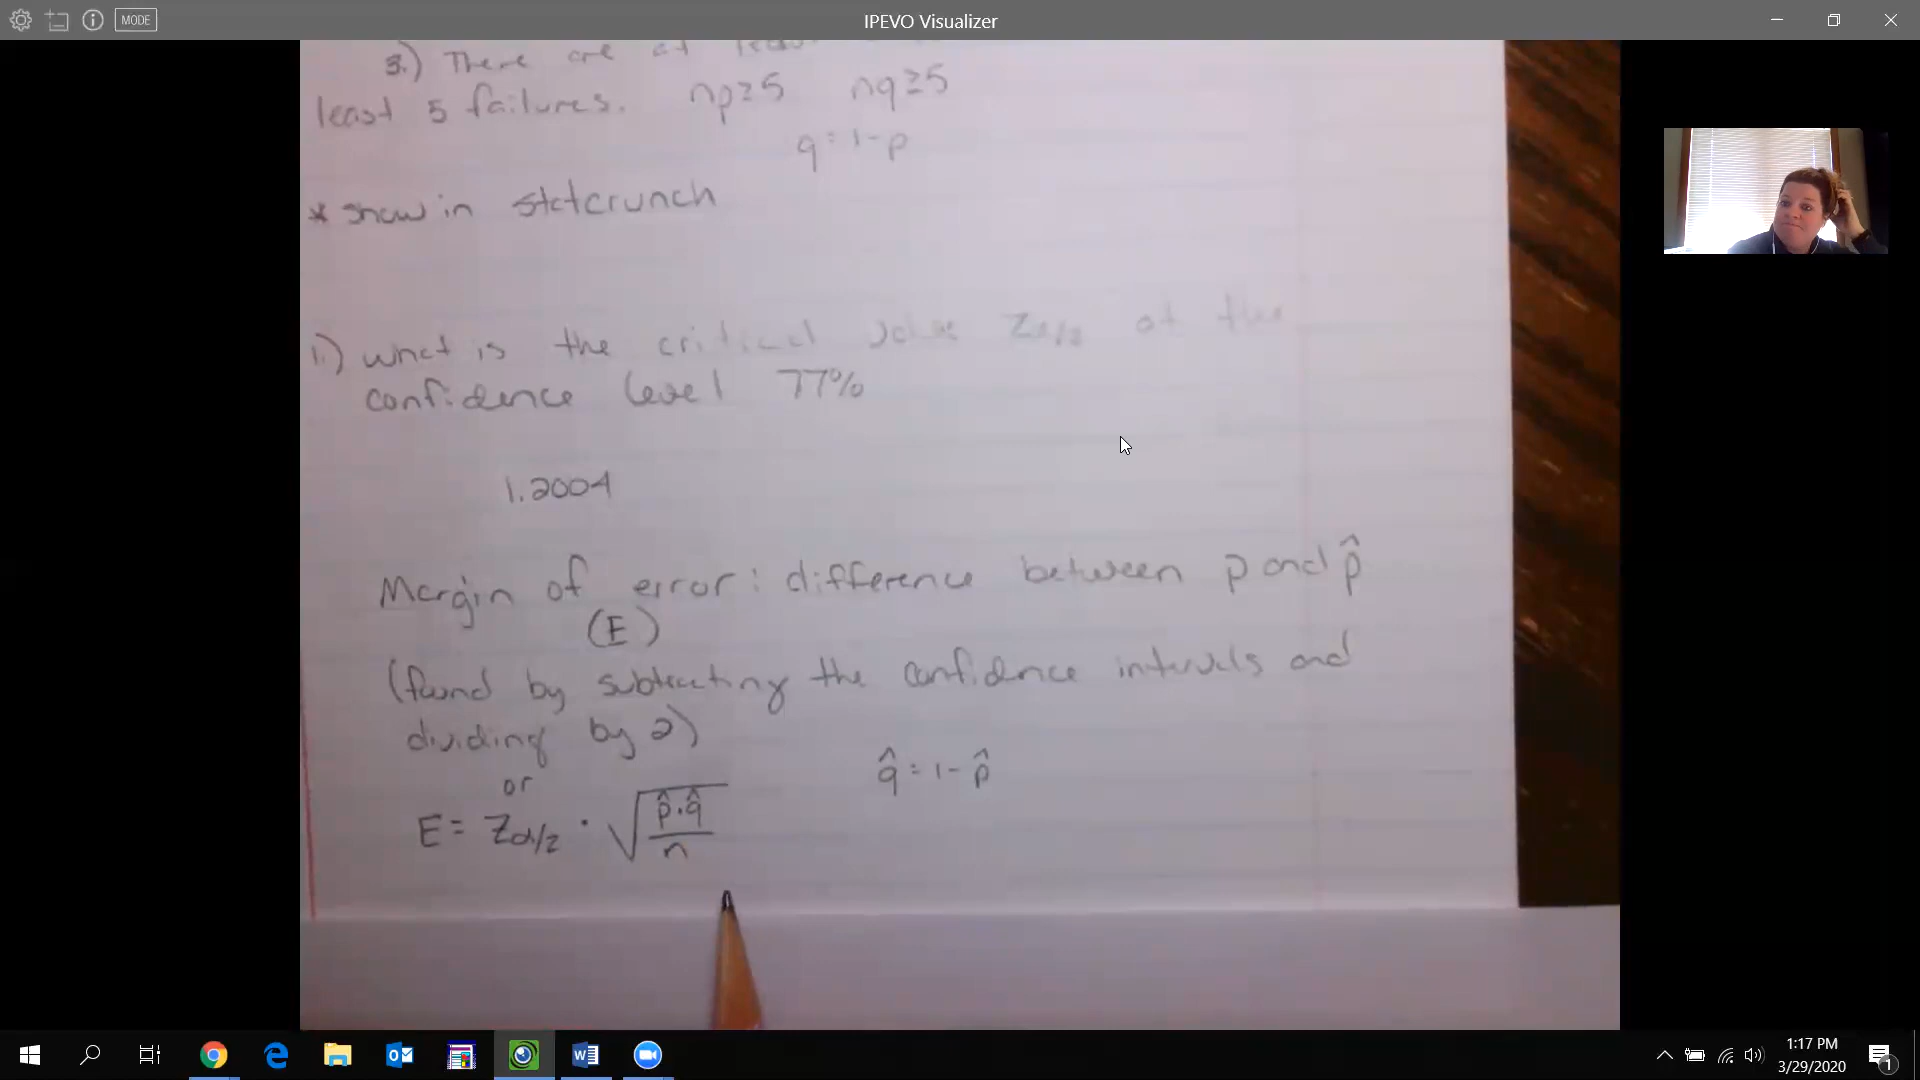 MODE
IPEVO Visualizer
3.) There are at least
least 5 failures. np≥5 nq≥5
q = 1 - p
* show in statcrunch
1.) what is the critical value Zα/2 at the
confidence level 77%
1.2004
Margin of error: difference between p and p̂
(E)
(found by subtracting the confidence intervals and
dividing by 2)
or
q̂ = 1 - p̂
E = Zα/2 · √(p̂·q̂/n)
1:17 PM
3/29/2020
1